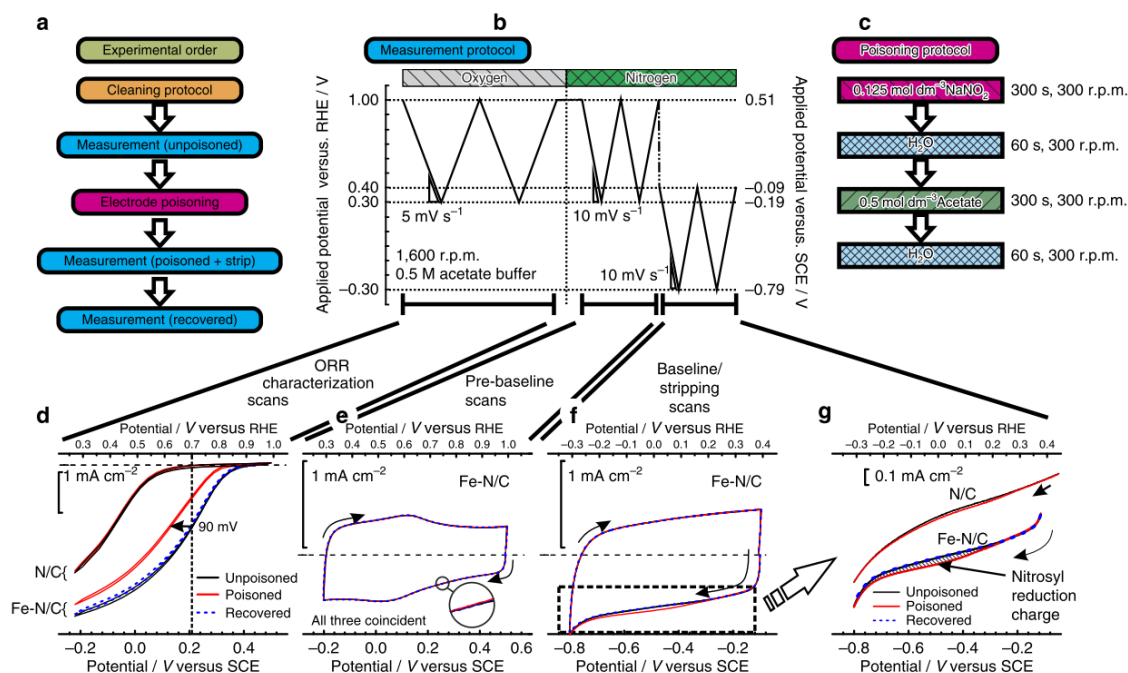 a
Experimental order
Cleaning protocol
Measurement (unpoisoned)
Electrode poisoning
Measurement (poisoned + strip)
Measurement (recovered)
b
Measurement protocol
Oxygen
Nitrogen
Applied potential versus. RHE / V
1.00
0.40
0.30
−0.30
5 mV s−1
10 mV s−1
1,600 r.p.m.
0.5 M acetate buffer
10 mV s−1
0.51
−0.09
−0.19
−0.79
Applied potential versus. SCE / V
c
Poisoning protocol
0.125 mol dm−3NaNO2
300 s, 300 r.p.m.
H2O
60 s, 300 r.p.m.
0.5 mol dm−3Acetate
300 s, 300 r.p.m.
H2O
60 s, 300 r.p.m.
ORR
characterization
scans
Pre-baseline
scans
Baseline/
stripping
scans
d
Potential / V versus RHE
0.3 0.4 0.5 0.6 0.7 0.8 0.9 1.0
1 mA cm−2
90 mV
N/C{
Fe-N/C{
Unpoisoned
Poisoned
Recovered
−0.2 0.0 0.2 0.4
Potential / V versus SCE
e
Potential / V versus RHE
0.3 0.4 0.5 0.6 0.7 0.8 0.9 1.0
1 mA cm−2
Fe-N/C
All three coincident
−0.2 0.0 0.2 0.4 0.6
Potential / V versus SCE
f
Potential / V versus RHE
−0.3 −0.2 −0.1 0.0 0.1 0.2 0.3 0.4
1 mA cm−2
Fe-N/C
−0.8 −0.6 −0.4 −0.2
Potential / V versus SCE
g
Potential / V versus RHE
−0.3 −0.2 −0.1 0.0 0.1 0.2 0.3 0.4
0.1 mA cm−2
N/C
Fe-N/C
Unpoisoned
Poisoned
Recovered
Nitrosyl
reduction
charge
−0.8 −0.6 −0.4 −0.2
Potential / V versus SCE